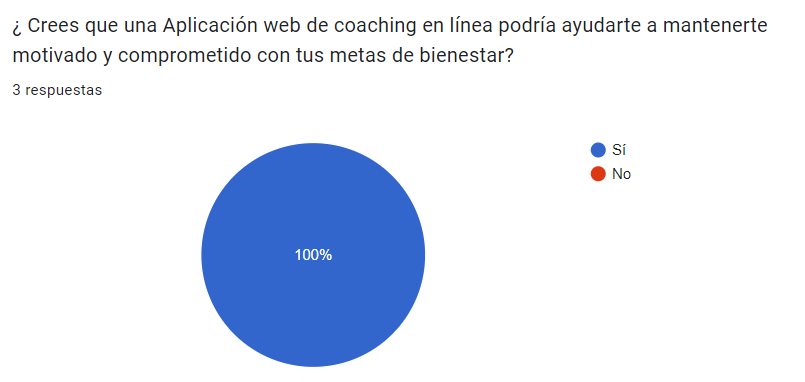 ¿ Crees que una Aplicación web de coaching en línea podría ayudarte a mantenerte
motivado y comprometido con tus metas de bienestar?
3 respuestas
Sí
No
100%